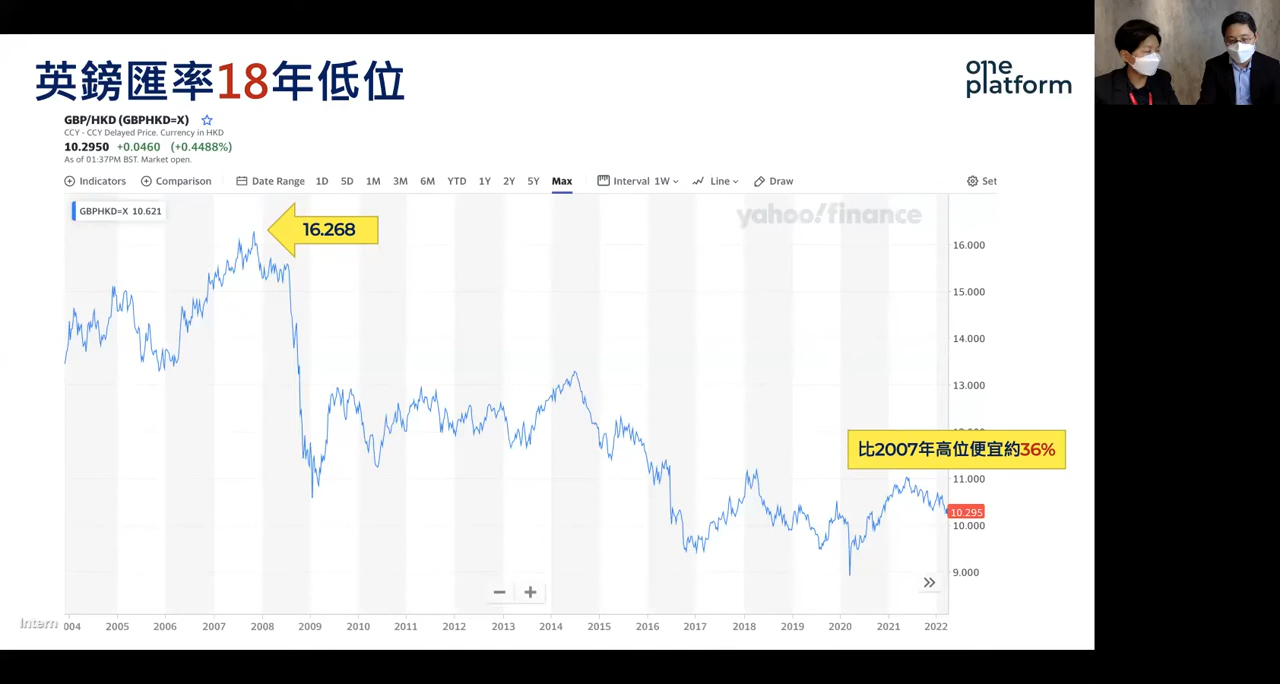 英鎊匯率18年低位
one
platform
GBP/HKD (GBPHKD=X)
CCY - CCY Delayed Price. Currency in HKD
10.2950 +0.0460 (+0.4488%)
As of 01:37PM BST. Market open.
Indicators Comparison Date Range 1D 5D 1M 3M 6M YTD 1Y 2Y 5Y Max Interval 1W Line Draw Set
GBPHKD=X 10.621
yahoo!finance
16.268
16.000
15.000
14.000
13.000
比2007年高位便宜約36%
11.000
10.295
10.000
9.000
Intern
004 2005 2006 2007 2008 2009 2010 2011 2012 2013 2014 2015 2016 2017 2018 2019 2020 2021 2022